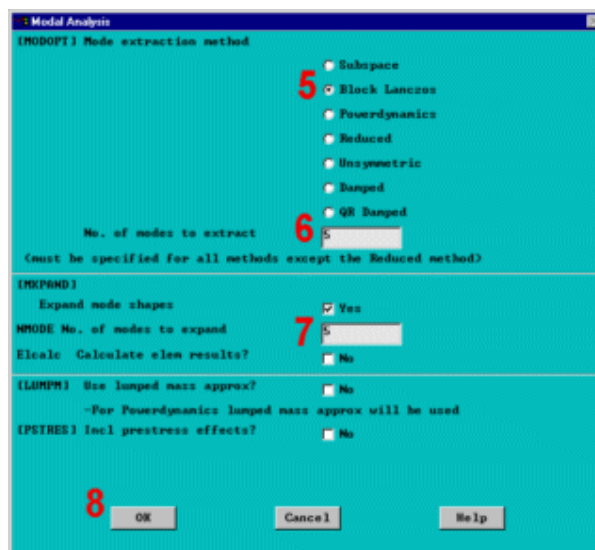 Modal Analysis
[MODOPT] Mode extraction method
Subspace
5 Block Lanczos
Powerdynamics
Reduced
Unsymmetric
Damped
QR Damped
No. of modes to extract 6 5
(must be specified for all methods except the Reduced method)
[MXPAND]
Expand mode shapes Yes
NMODE No. of modes to expand 7 5
Elcalc Calculate elem results? No
[LUMPM] Use lumped mass approx? No
-For Powerdynamics lumped mass approx will be used
[PSTRES] Incl prestress effects? No
8 OK Cancel Help